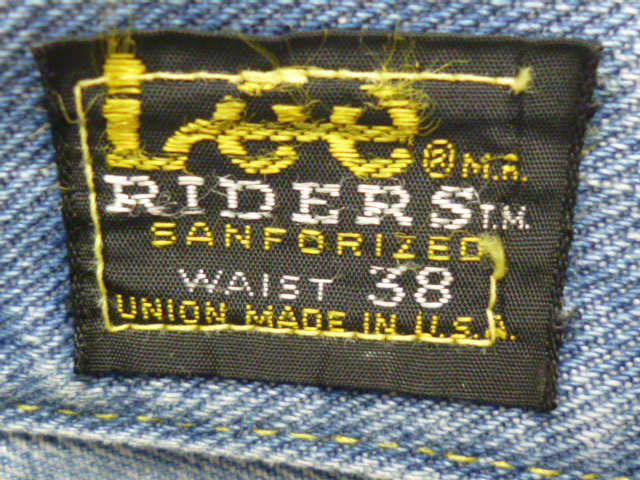 Lee ® M.R.
RIDERS T.M.
SANFORIZED
WAIST 38
UNION MADE IN U.S.A.